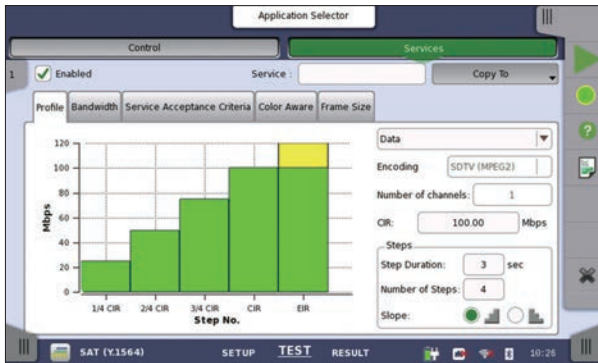 Application Selector
Control
Services
1
Enabled
Service :
Copy To
Profile
Bandwidth
Service Acceptance Criteria
Color Aware
Frame Size
120
100
80
60
40
20
0
Mbps
1/4 CIR
2/4 CIR
3/4 CIR
CIR
EIR
Step No.
Data
Encoding
SDTV (MPEG2)
Number of channels:
1
CIR:
100.00
Mbps
Steps
Step Duration:
3
sec
Number of Steps:
4
Slope:
SAT (Y.1564)
SETUP
TEST
RESULT
10:26